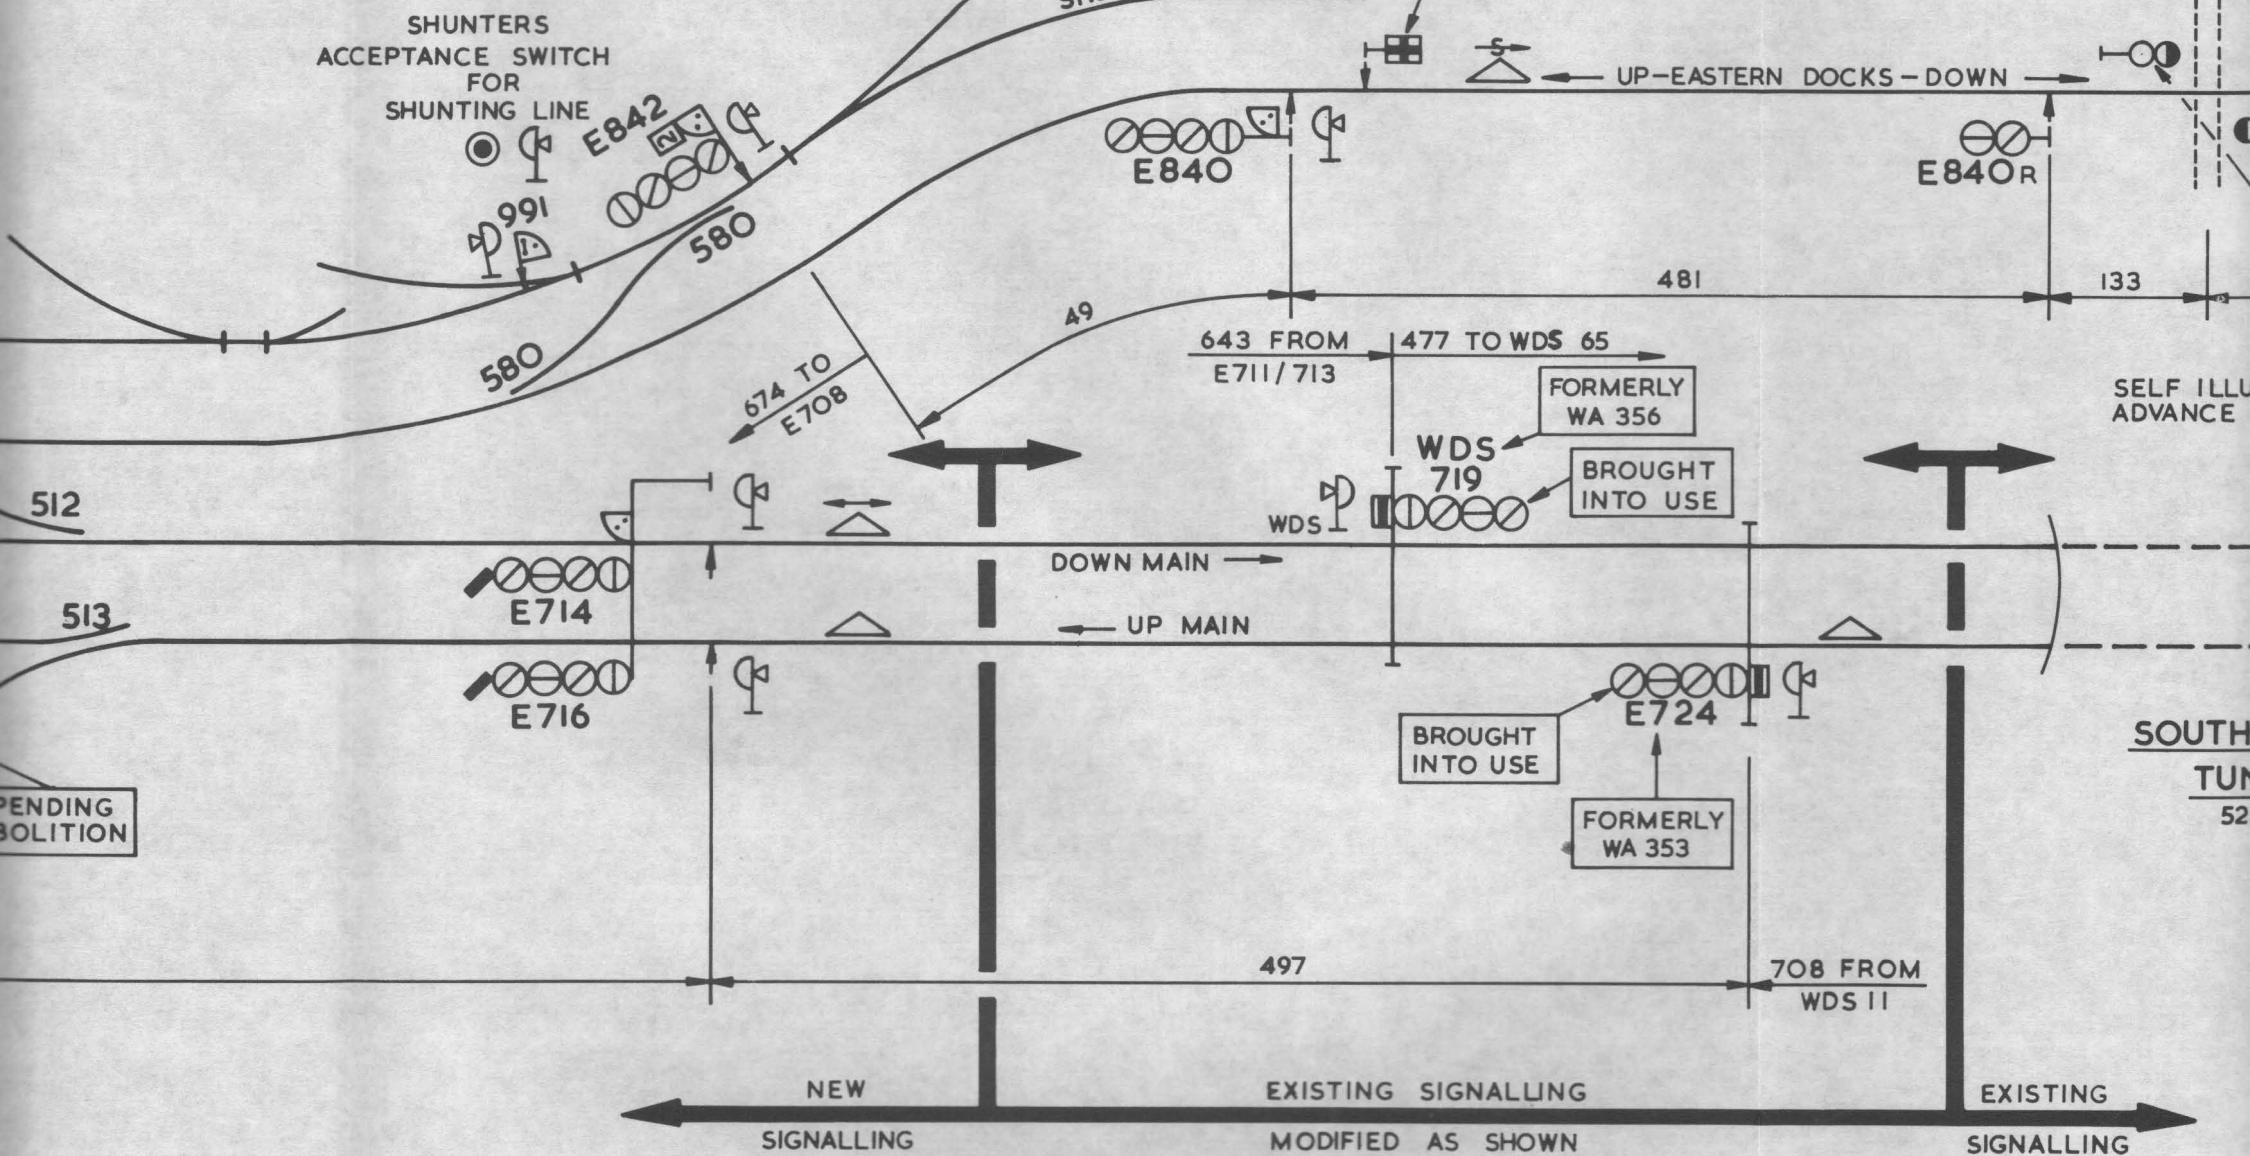 SHUNTERS
ACCEPTANCE SWITCH
FOR
SHUNTING LINE
E842
2
991
580
580
S
UP-EASTERN DOCKS-DOWN
E840
E840R
49
481
133
643 FROM
E711/713
477 TO WDS 65
674 TO
E708
FORMERLY
WA 356
WDS
719
BROUGHT
INTO USE
WDS
SELF ILLU
ADVANCE
512
E714
DOWN MAIN
513
UP MAIN
E716
E724
BROUGHT
INTO USE
FORMERLY
WA 353
PENDING
BOLITION
SOUTH
TUN
52
497
708 FROM
WDS 11
NEW
SIGNALLING
EXISTING SIGNALLING
MODIFIED AS SHOWN
EXISTING
SIGNALLING